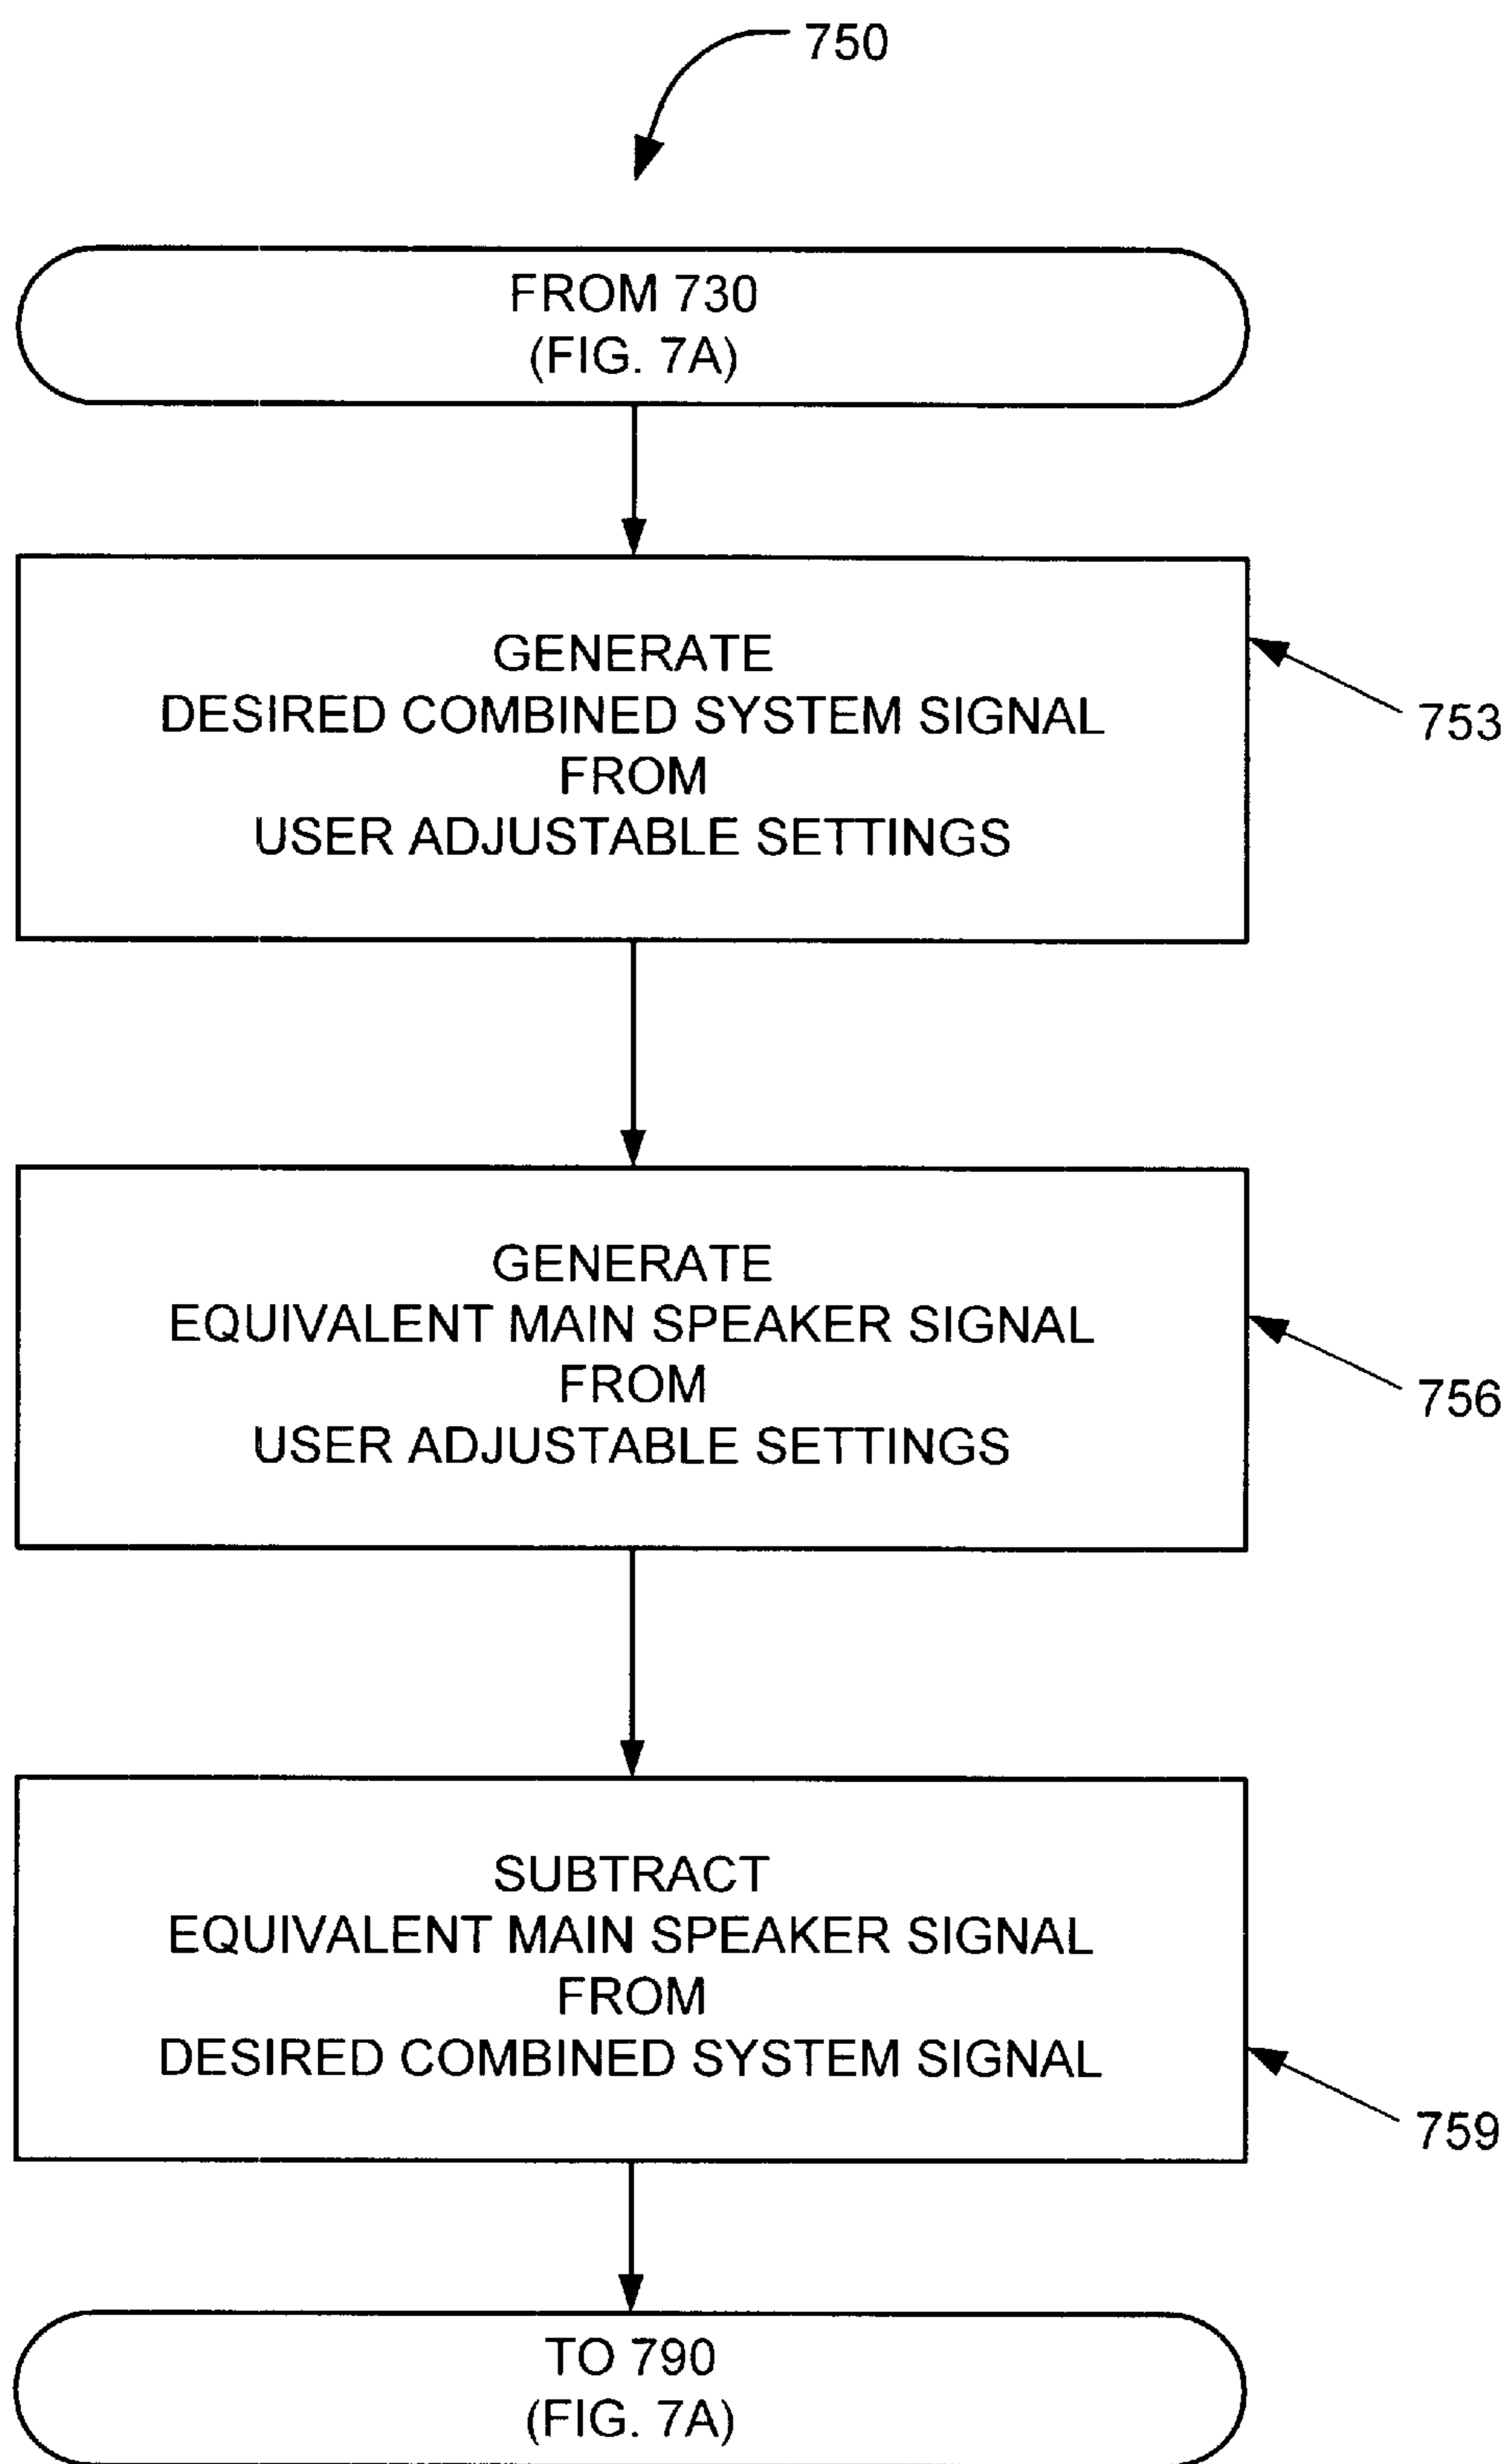 750
FROM 730
(FIG. 7A)
GENERATE
DESIRED COMBINED SYSTEM SIGNAL
FROM
USER ADJUSTABLE SETTINGS
753
GENERATE
EQUIVALENT MAIN SPEAKER SIGNAL
FROM
USER ADJUSTABLE SETTINGS
756
SUBTRACT
EQUIVALENT MAIN SPEAKER SIGNAL
FROM
DESIRED COMBINED SYSTEM SIGNAL
759
TO 790
(FIG. 7A)